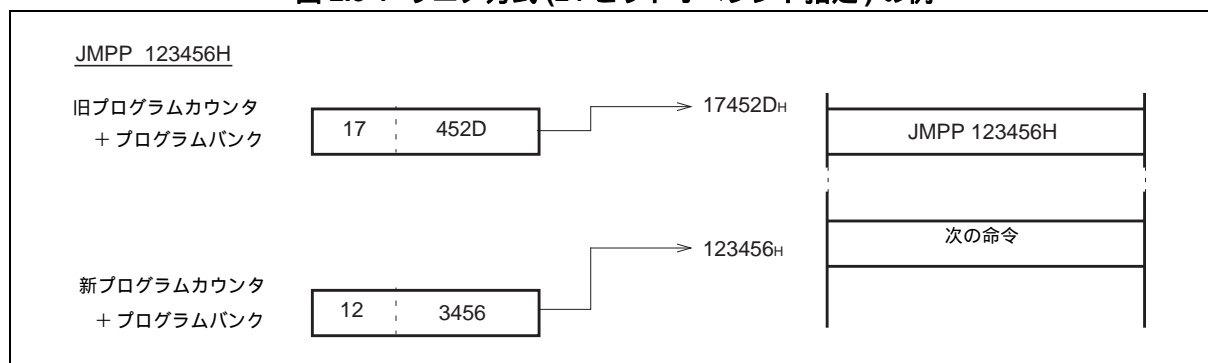 JMPP 123456H
旧プログラムカウンタ
+ プログラムバンク
17 452D
17452DH
JMPP 123456H
123456H
次の命令
新プログラムカウンタ
+ プログラムバンク
12 3456